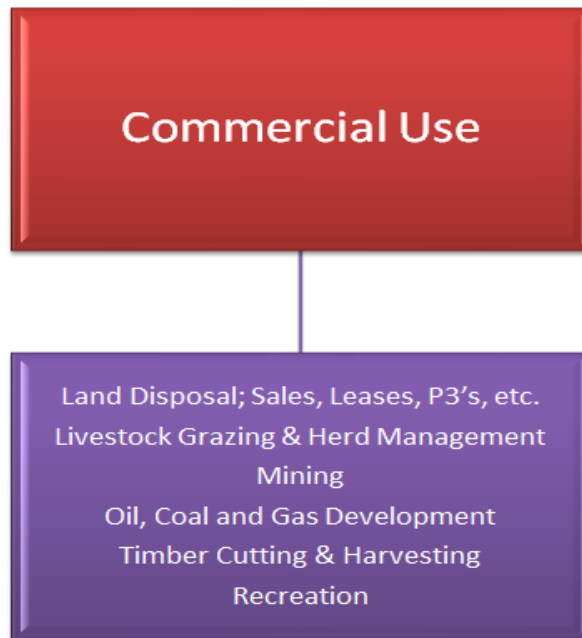 Commercial Use
Land Disposal; Sales, Leases, P3’s, etc.
Livestock Grazing & Herd Management
Mining
Oil, Coal and Gas Development
Timber Cutting & Harvesting
Recreation